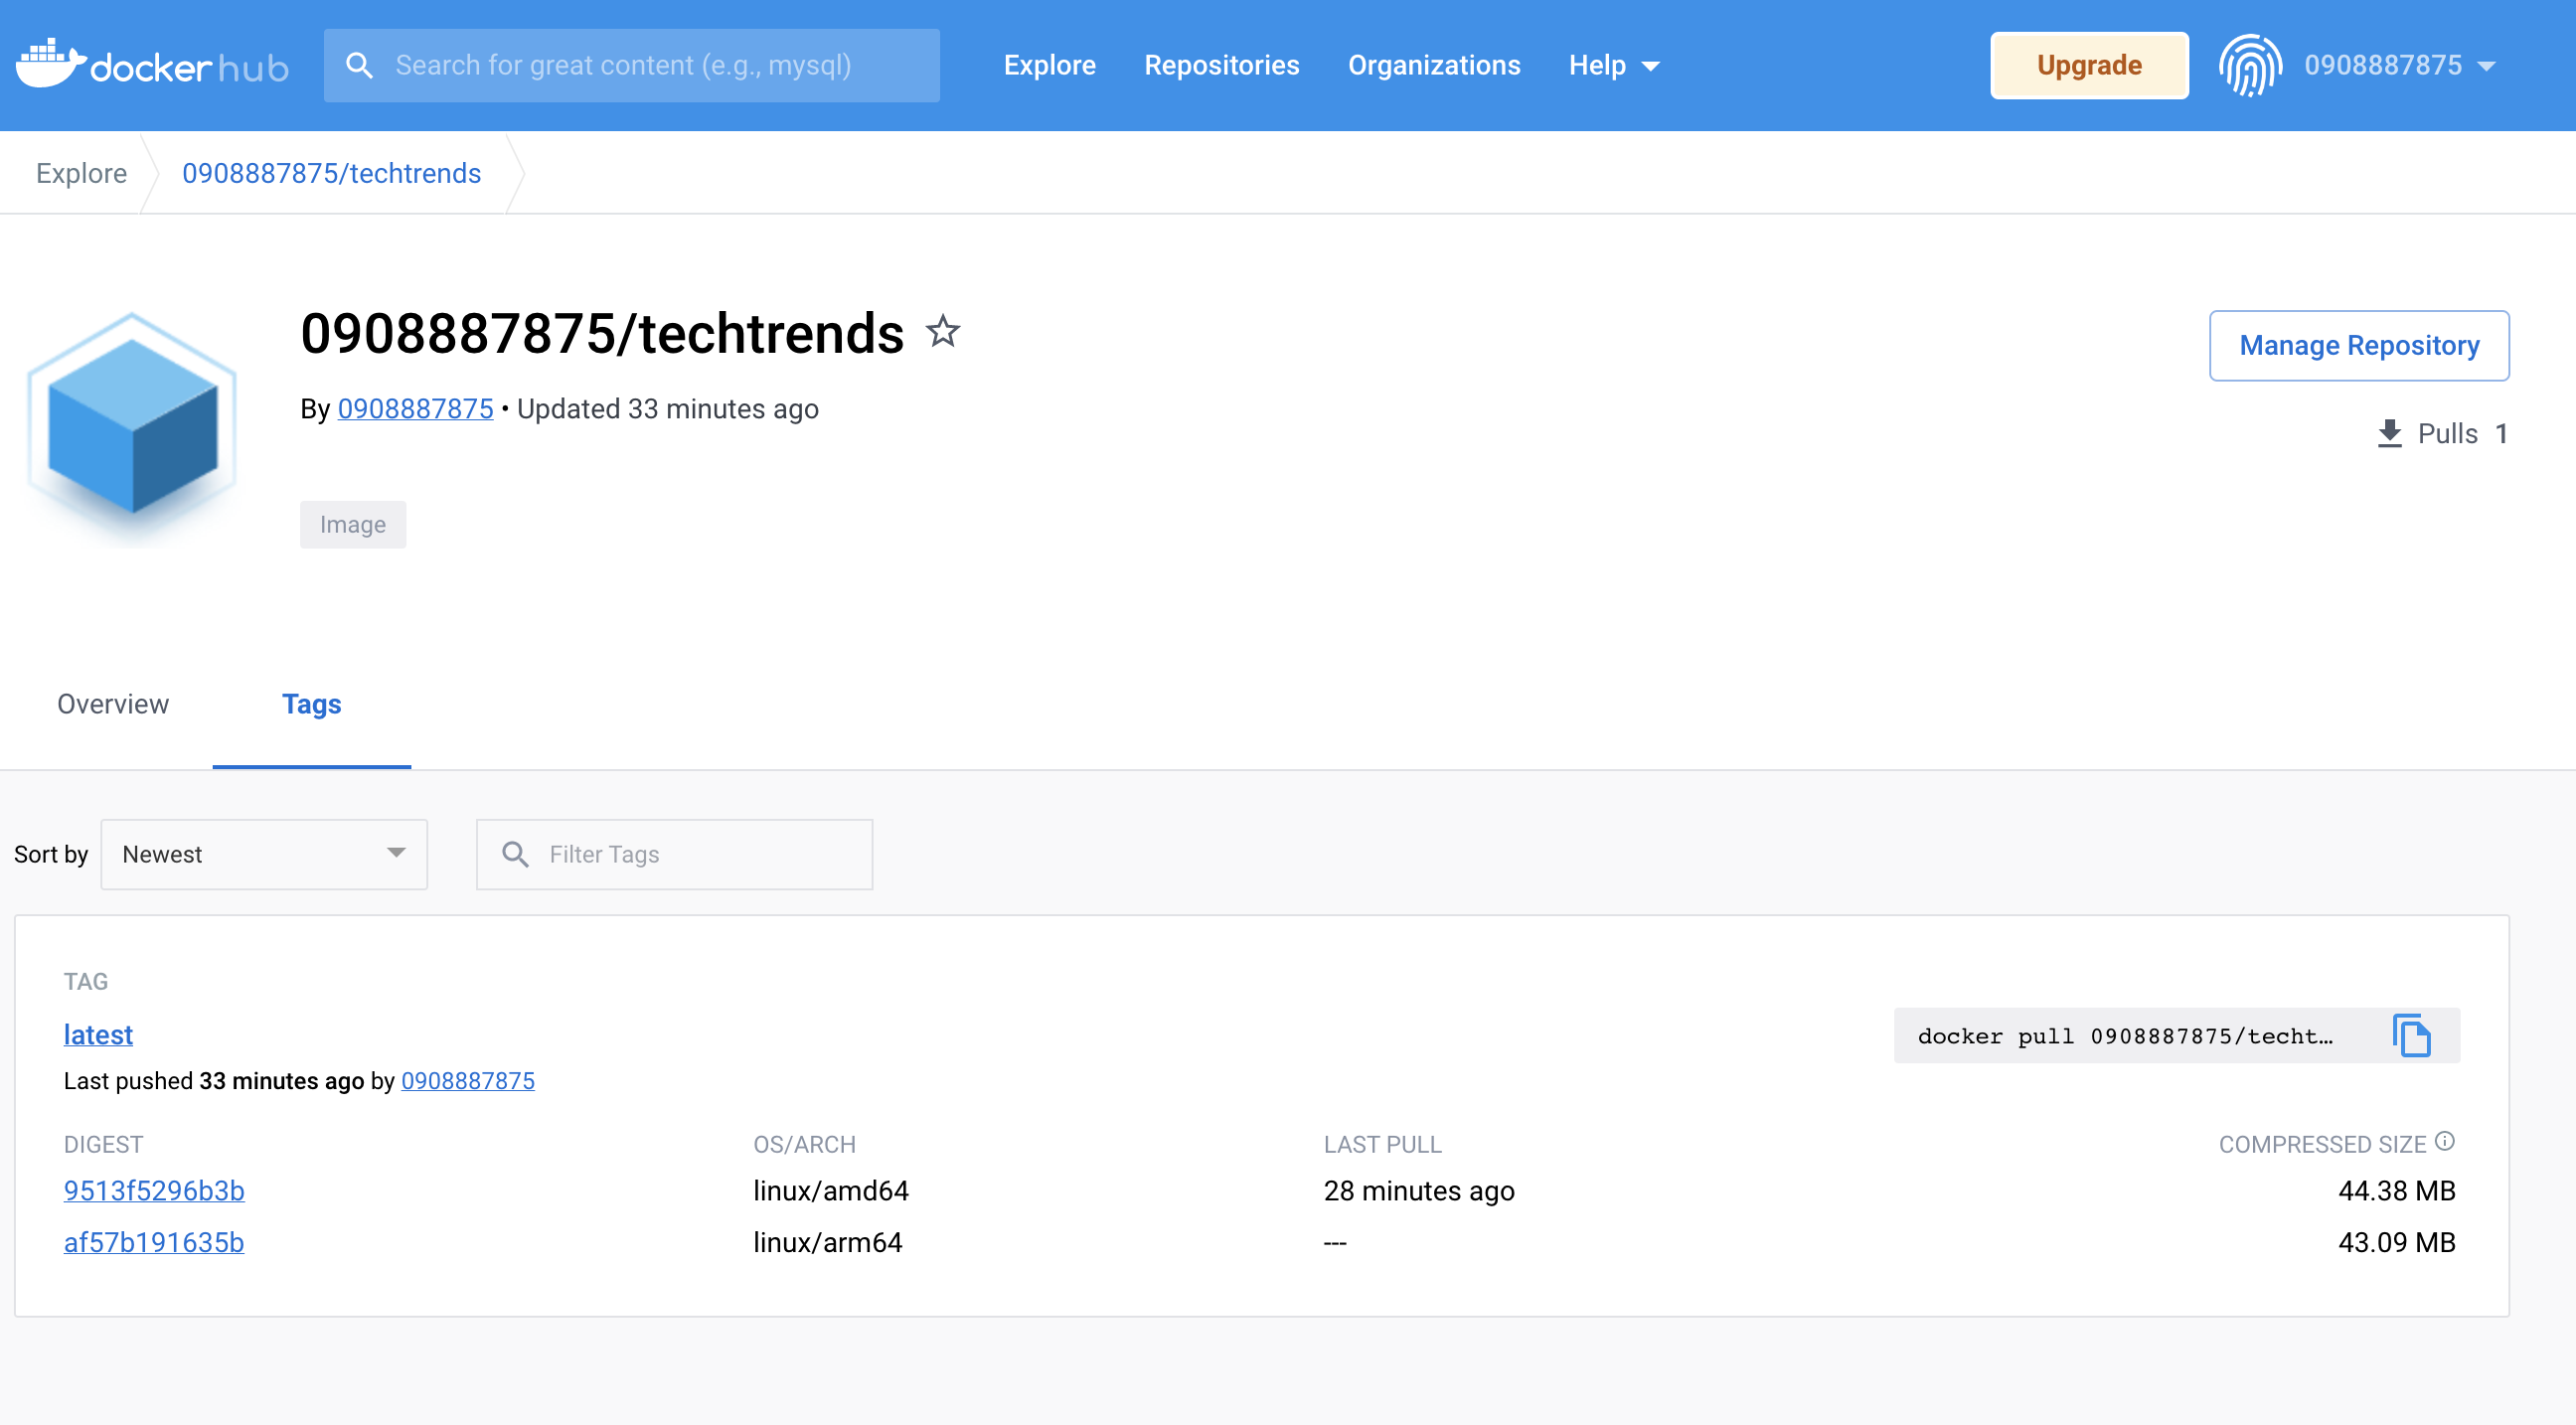 docker hub
Search for great content (e.g., mysql)
Explore
Repositories
Organizations
Help
Upgrade
0908887875
Explore
0908887875/techtrends
0908887875/techtrends
By 0908887875 • Updated 33 minutes ago
Manage Repository
Pulls 1
Image
Overview
Tags
Sort by
Newest
Filter Tags
TAG
latest
docker pull 0908887875/techt…
Last pushed 33 minutes ago by 0908887875
DIGEST OS/ARCH LAST PULL COMPRESSED SIZE
9513f5296b3b linux/amd64 28 minutes ago 44.38 MB
af57b191635b linux/arm64 --- 43.09 MB